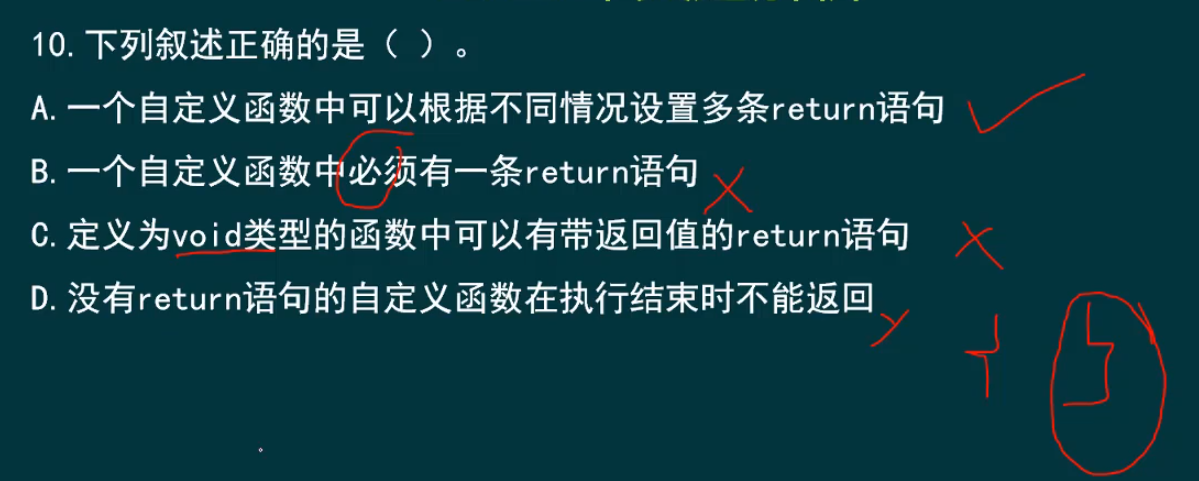 10.下列叙述正确的是（ ）。
A.一个自定义函数中可以根据不同情况设置多条return语句
B.一个自定义函数中必须有一条return语句
C.定义为void类型的函数中可以有带返回值的return语句
D.没有return语句的自定义函数在执行结束时不能返回